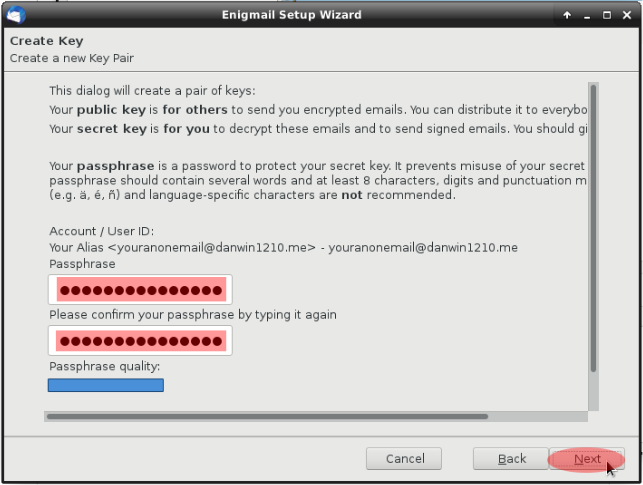 Enigmail Setup Wizard
Create Key
Create a new Key Pair
This dialog will create a pair of keys:
Your public key is for others to send you encrypted emails. You can distribute it to everybo
Your secret key is for you to decrypt these emails and to send signed emails. You should gi
Your passphrase is a password to protect your secret key. It prevents misuse of your secret
passphrase should contain several words and at least 8 characters, digits and punctuation m
(e.g. ä, é, ñ) and language-specific characters are not recommended.
Account / User ID:
Your Alias <youranonemail@danwin1210.me> - youranonemail@danwin1210.me
Passphrase
●●●●●●●●●●●●●●●
Please confirm your passphrase by typing it again
●●●●●●●●●●●●●●●
Passphrase quality:
Cancel Back Next